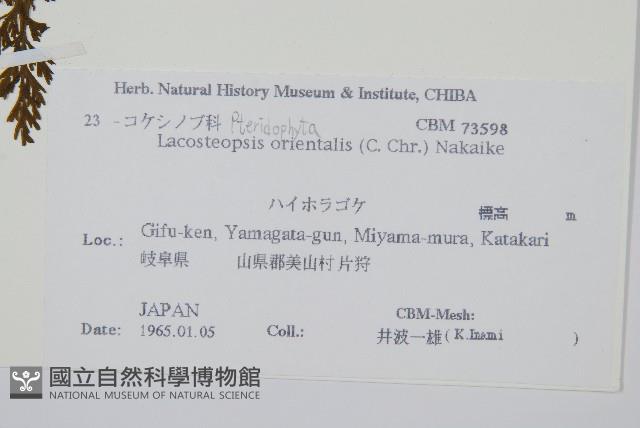 Herb. Natural History Museum & Institute, CHIBA
23 -コケシノブ科 Pteridophyta CBM 73598
Lacosteopsis orientalis (C. Chr.) Nakaike
ハイホラゴケ 標高 m
Loc.: Gifu-ken, Yamagata-gun, Miyama-mura, Katakari
岐阜県 山県郡美山村片狩
JAPAN CBM-Mesh:
Date: 1965.01.05 Coll.: 井波一雄(K.Inami )
國立自然科學博物館
NATIONAL MUSEUM OF NATURAL SCIENCE